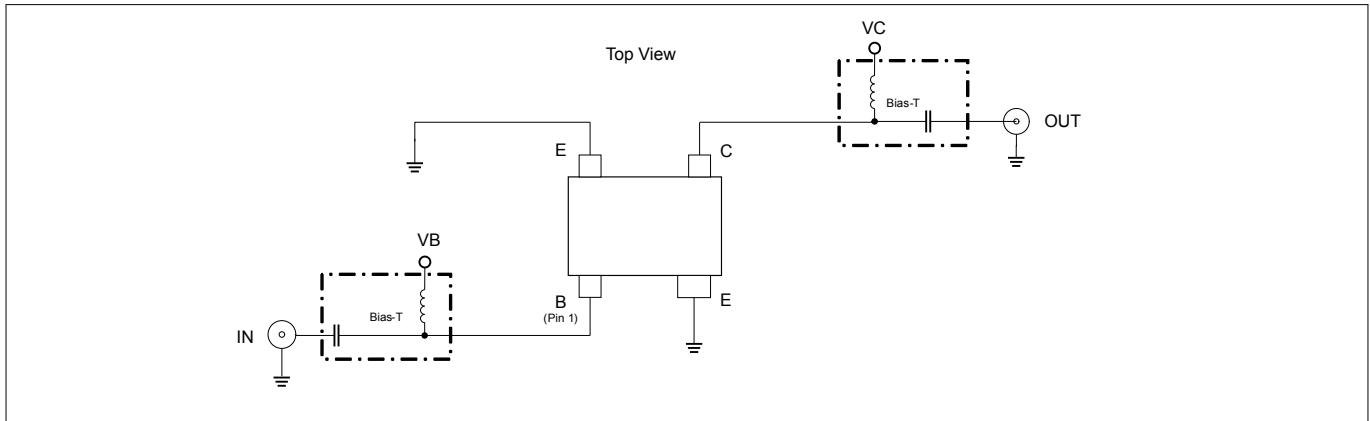 VC
Top View
Bias-T
OUT
E
C
VB
B
(Pin 1)
E
Bias-T
IN